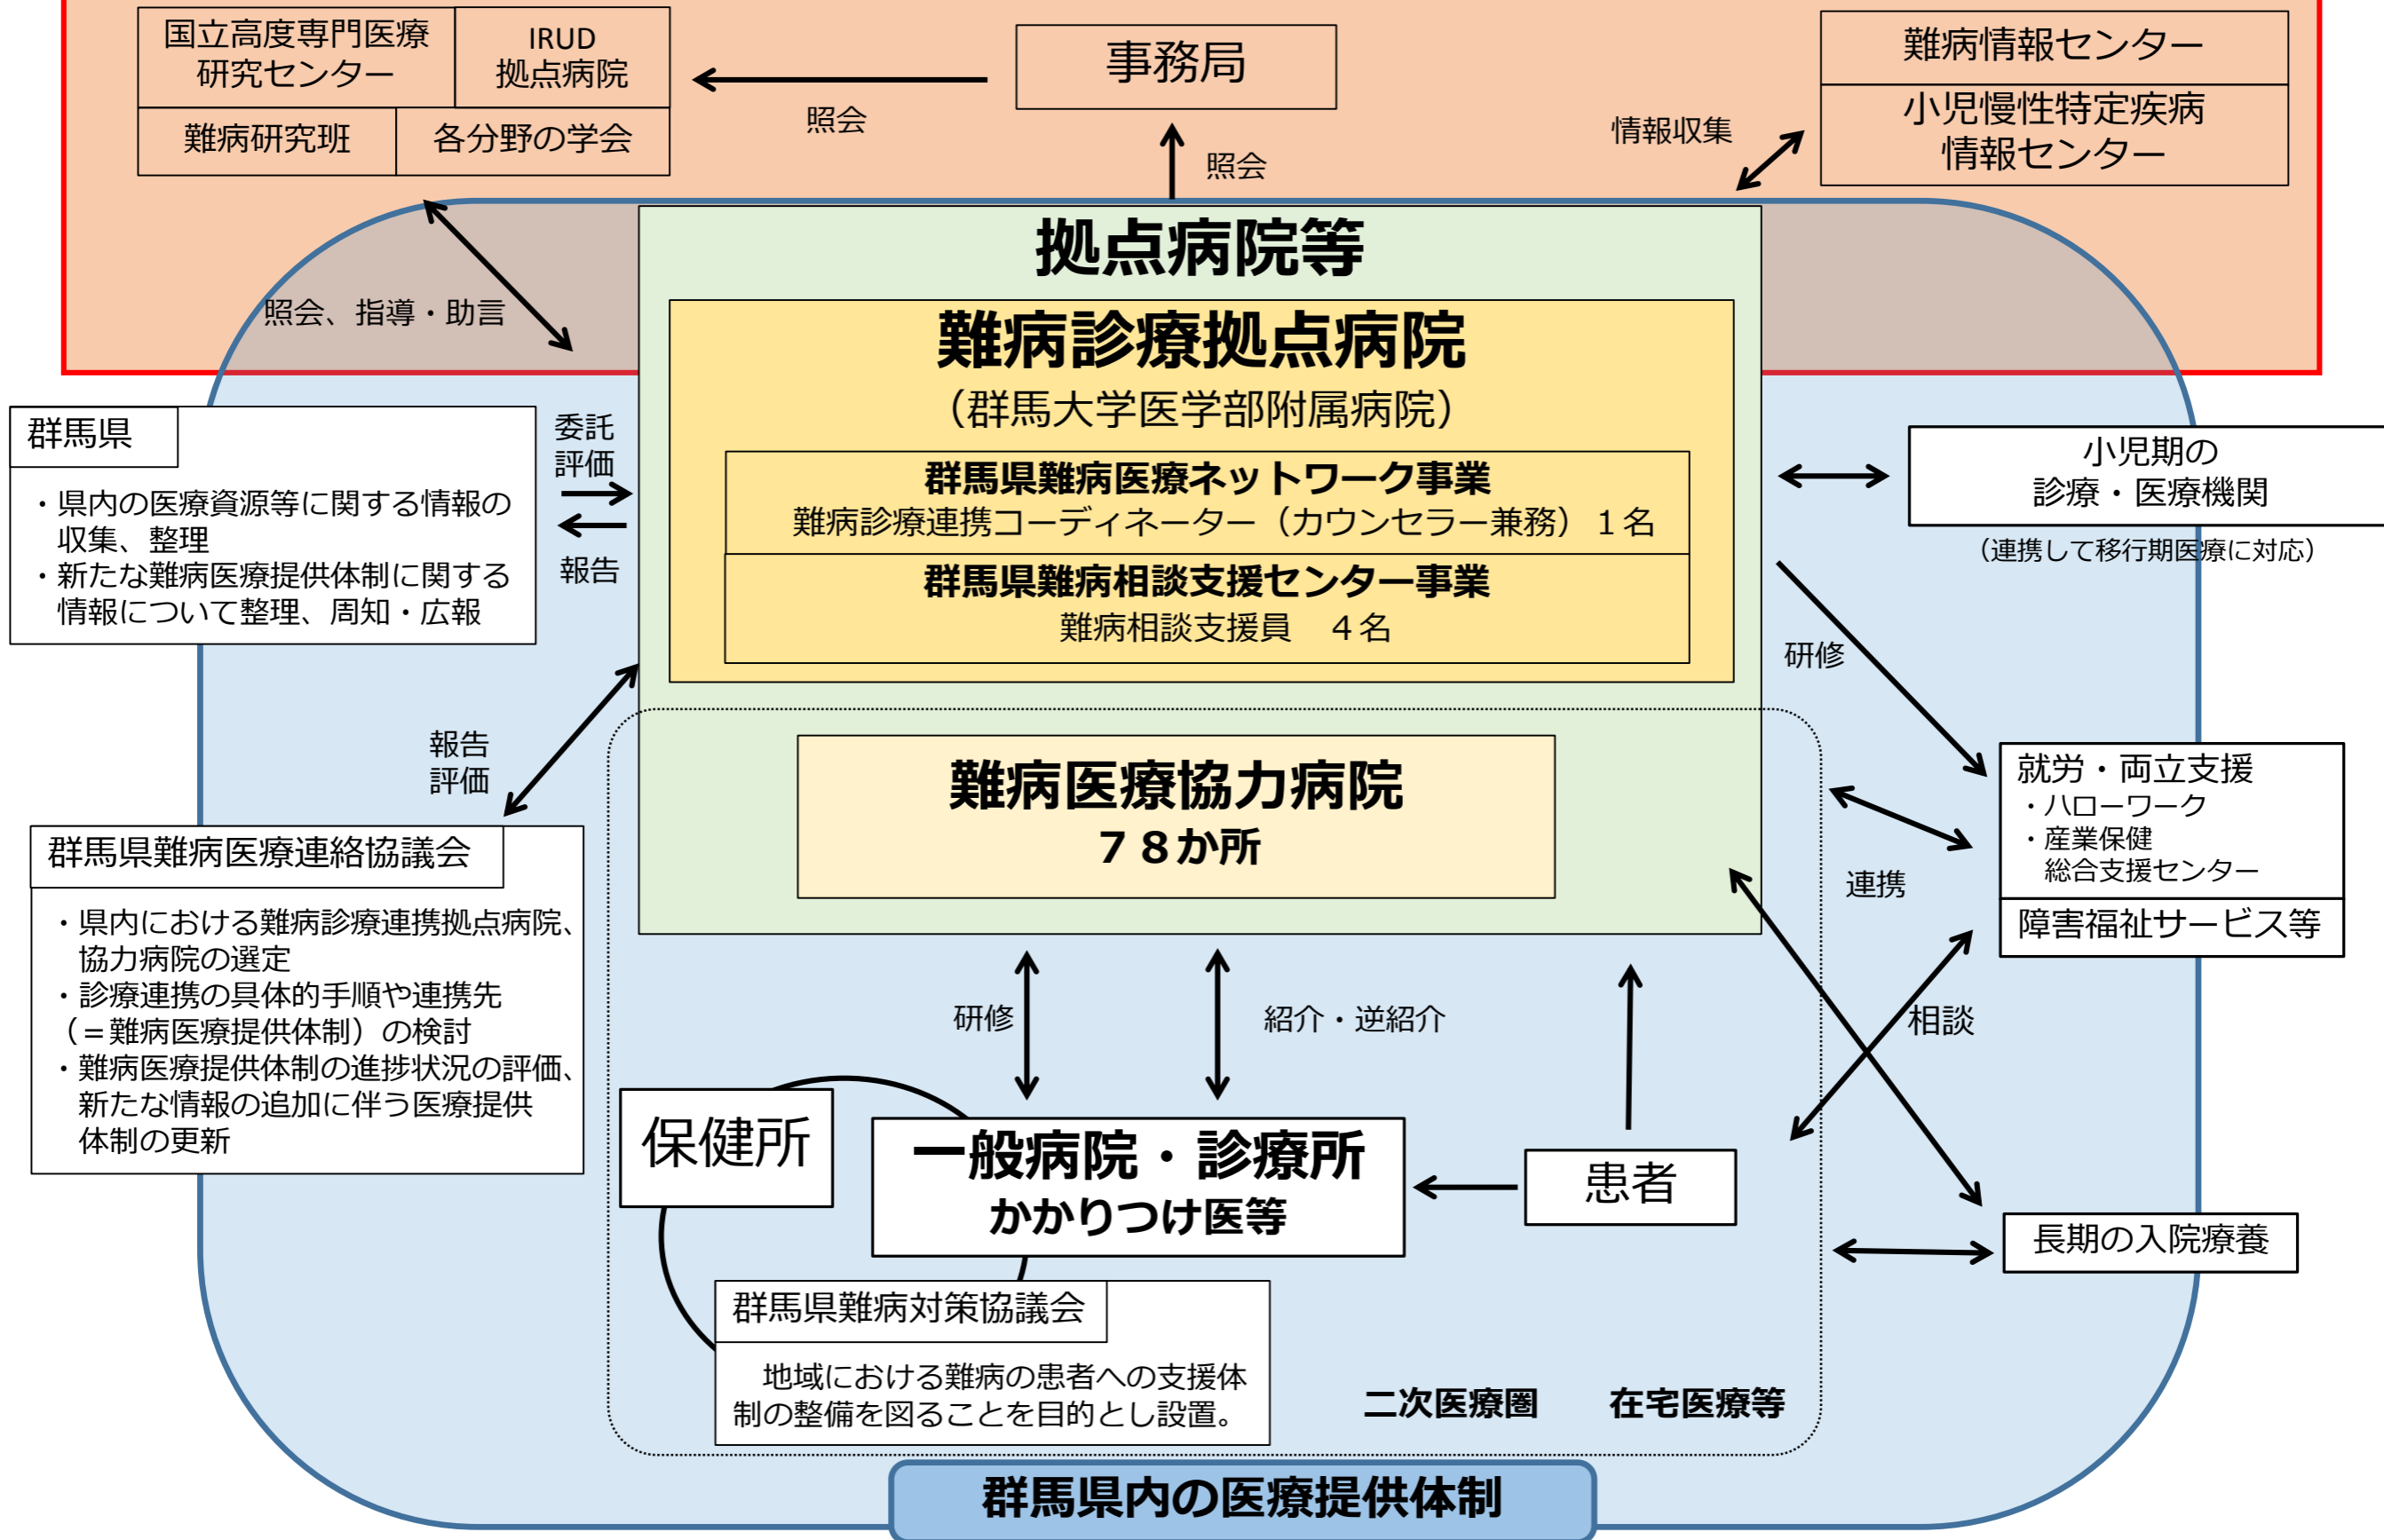 国立高度専門医療
研究センター
IRUD
拠点病院
難病研究班
各分野の学会
照会
事務局
照会
情報収集
難病情報センター
小児慢性特定疾病
情報センター
照会、指導・助言
拠点病院等
難病診療拠点病院
(群馬大学医学部附属病院)
群馬県難病医療ネットワーク事業
難病診療連携コーディネーター(カウンセラー兼務)1名
群馬県難病相談支援センター事業
難病相談支援員 4名
群馬県
・県内の医療資源等に関する情報の
収集、整理
・新たな難病医療提供体制に関する
情報について整理、周知・広報
委託
評価
報告
小児期の
診療・医療機関
(連携して移行期医療に対応)
研修
報告
評価
難病医療協力病院
78か所
就労・両立支援
・ハローワーク
・産業保健
総合支援センター
障害福祉サービス等
連携
群馬県難病医療連絡協議会
・県内における難病診療連携拠点病院、
協力病院の選定
・診療連携の具体的手順や連携先
(=難病医療提供体制)の検討
・難病医療提供体制の進捗状況の評価、
新たな情報の追加に伴う医療提供
体制の更新
研修
紹介・逆紹介
相談
保健所
一般病院・診療所
かかりつけ医等
患者
長期の入院療養
群馬県難病対策協議会
地域における難病の患者への支援体
制の整備を図ることを目的とし設置。
二次医療圏
在宅医療等
群馬県内の医療提供体制